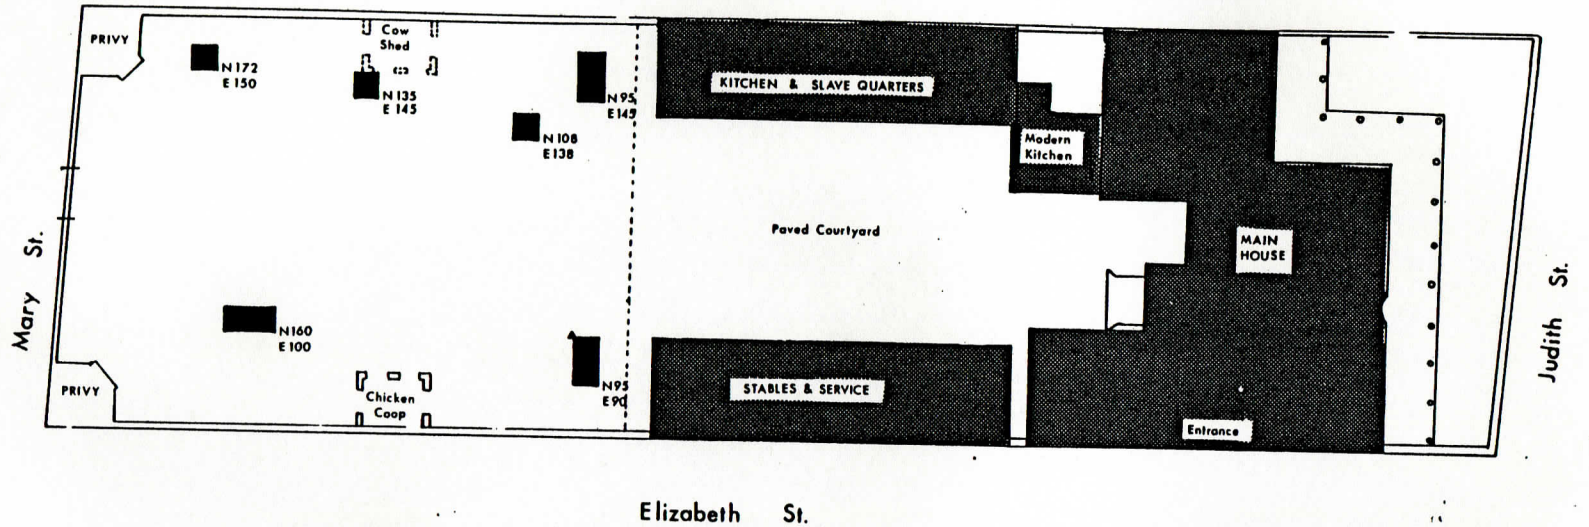 PRIVY
N172
E150
Cow
Shed
N135
E145
N95
E145
N108
E138
KITCHEN & SLAVE QUARTERS
Modern
Kitchen
Paved Courtyard
MAIN
HOUSE
Mary St.
Judith St.
N160
E100
PRIVY
Chicken
Coop
N95
E90
STABLES & SERVICE
Entrance
Elizabeth St.